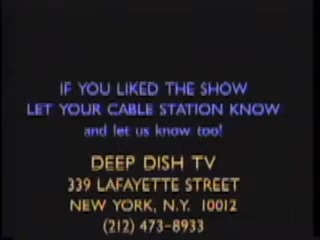 IF YOU LIKED THE SHOW
LET YOUR CABLE STATION KNOW
and let us know too!
DEEP DISH TV
339 LAFAYETTE STREET
NEW YORK, N.Y. 10012
(212) 473-8933